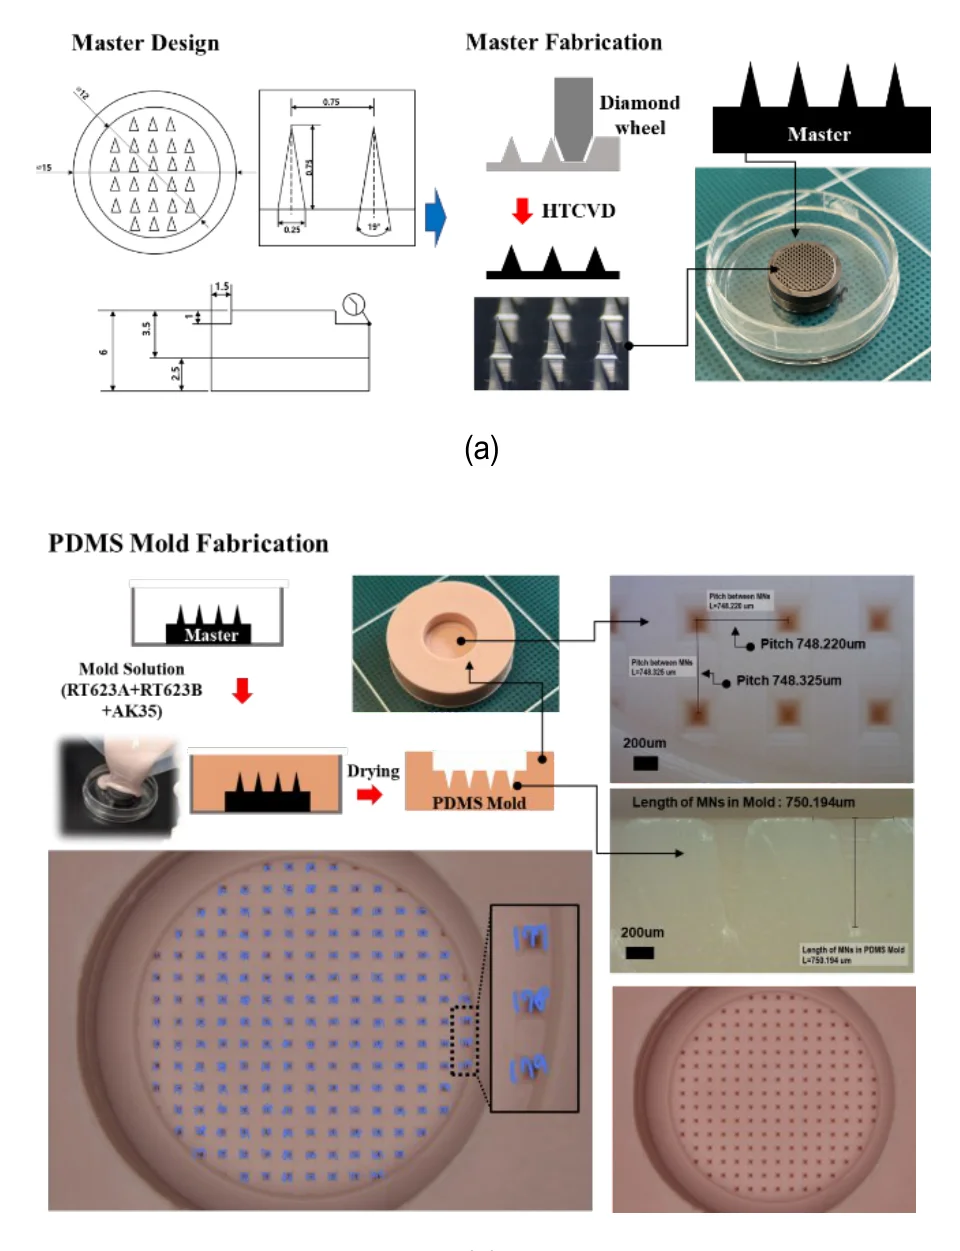 Master Design
Master Fabrication
⌀12
⌀15
0.75
0.75
0.25
19°
Diamond
wheel
HTCVD
Master
1.5
1
3.5
6
2.5
(a)
PDMS Mold Fabrication
Master
Mold Solution
(RT623A+RT623B
+AK35)
Drying
PDMS Mold
Pitch between MNs
L=748.220 um
Pitch 748.220um
Pitch between MNs
L=748.325 um
Pitch 748.325um
200um
Length of MNs in Mold : 750.194um
200um
Length of MNs in PDMS Mold
L=750.194 um